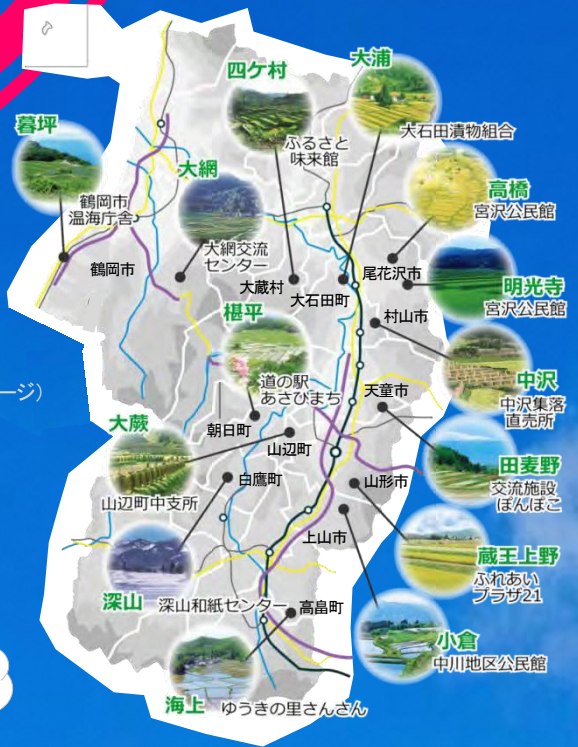 四ケ村
ふるさと
味来館
大浦
大石田漬物組合
暮坪
鶴岡市
温海庁舎
鶴岡市
大網
大網交流
センター
高橋
宮沢公民館
尾花沢市
大蔵村
大石田町
明光寺
宮沢公民館
村山市
椹平
道の駅
あさひまち
朝日町
中沢
中沢集落
直売所
ージ）
天童市
大蕨
山辺町中支所
山辺町
田麦野
交流施設
ぽんぽこ
白鷹町
山形市
上山市
蔵王上野
ふれあい
プラザ21
深山
深山和紙センター
高畠町
小倉
中川地区公民館
海上
ゆうきの里さんさん